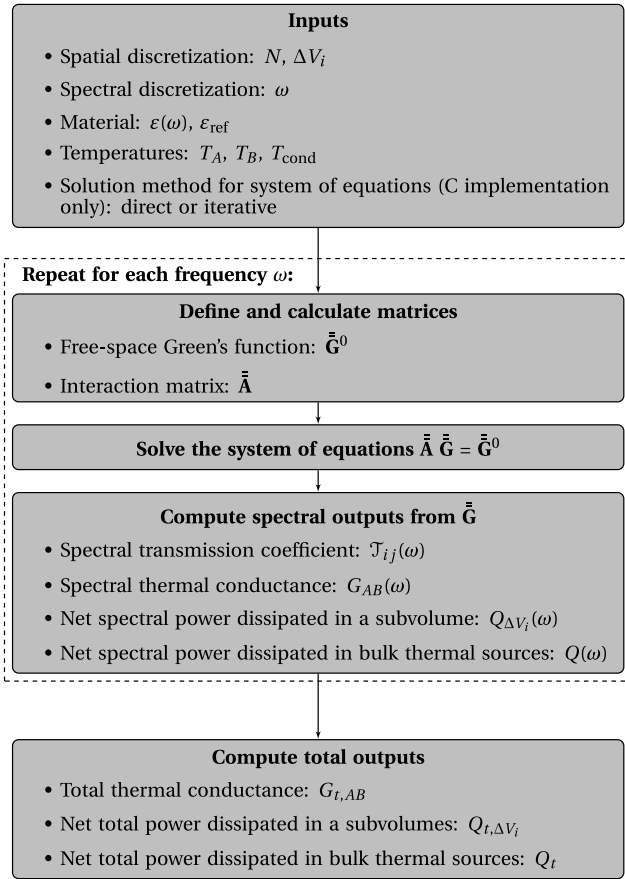 Inputs
• Spatial discretization: N, ΔVᵢ
• Spectral discretization: ω
• Material: ε(ω), ε_ref
• Temperatures: T_A, T_B, T_cond
• Solution method for system of equations (C implementation
only): direct or iterative
Repeat for each frequency ω:
Define and calculate matrices
• Free-space Green's function: G̿⁰
• Interaction matrix: A̿
Solve the system of equations A̿ G̿ = G̿⁰
Compute spectral outputs from G̿
• Spectral transmission coefficient: 𝒯_ij(ω)
• Spectral thermal conductance: G_AB(ω)
• Net spectral power dissipated in a subvolume: Q_ΔVᵢ(ω)
• Net spectral power dissipated in bulk thermal sources: Q(ω)
Compute total outputs
• Total thermal conductance: G_t,AB
• Net total power dissipated in a subvolumes: Q_t,ΔVᵢ
• Net total power dissipated in bulk thermal sources: Q_t